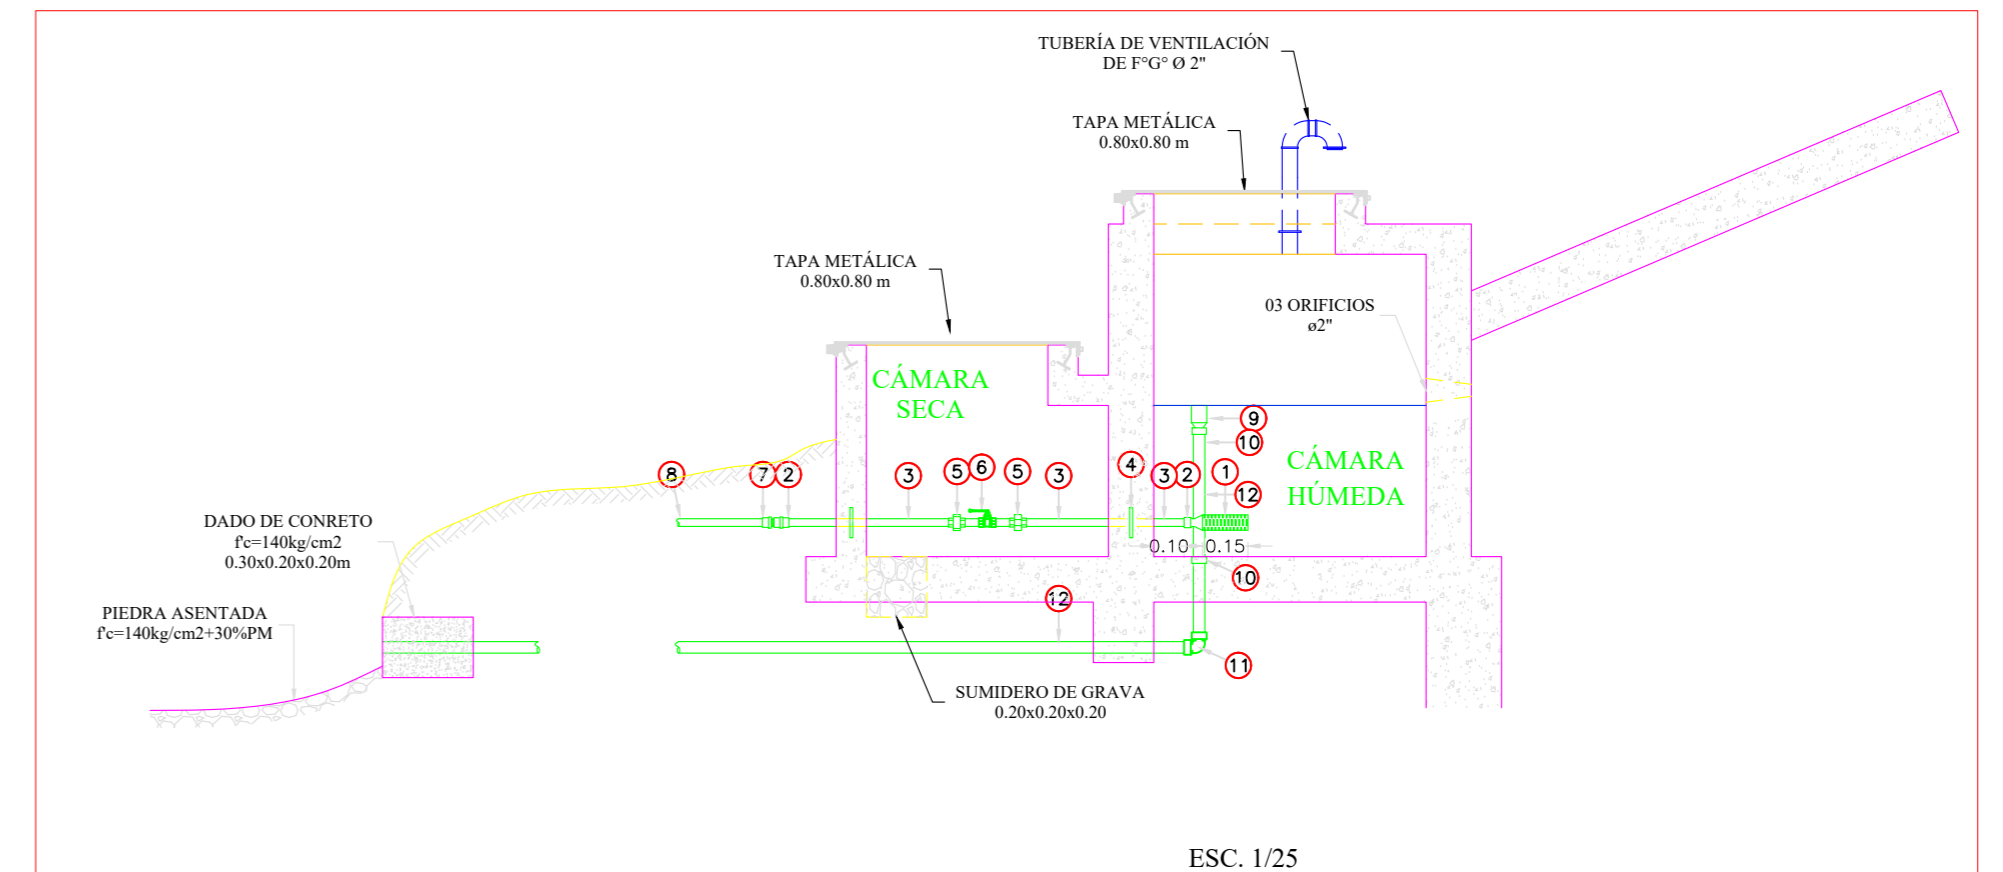 TUBERÍA DE VENTILACIÓN
DE F°G° Ø 2"
TAPA METÁLICA
0.80x0.80 m
TAPA METÁLICA
0.80x0.80 m
03 ORIFICIOS
ø2"
CÁMARA
SECA
9
10
CÁMARA
HÚMEDA
8
7
2
3
5
6
5
3
4
3
2
1
12
0.10
0.15
10
DADO DE CONRETO
f'c=140kg/cm2
0.30x0.20x0.20m
12
PIEDRA ASENTADA
f'c=140kg/cm2+30%PM
11
SUMIDERO DE GRAVA
0.20x0.20x0.20
ESC. 1/25